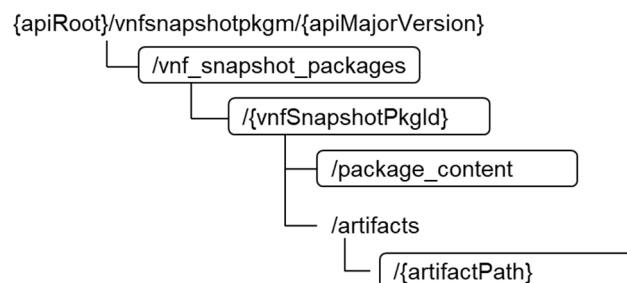 {apiRoot}/vnfsnapshotpkgm/{apiMajorVersion}
/vnf_snapshot_packages
/{vnfSnapshotPkgId}
/package_content
/artifacts
/{artifactPath}